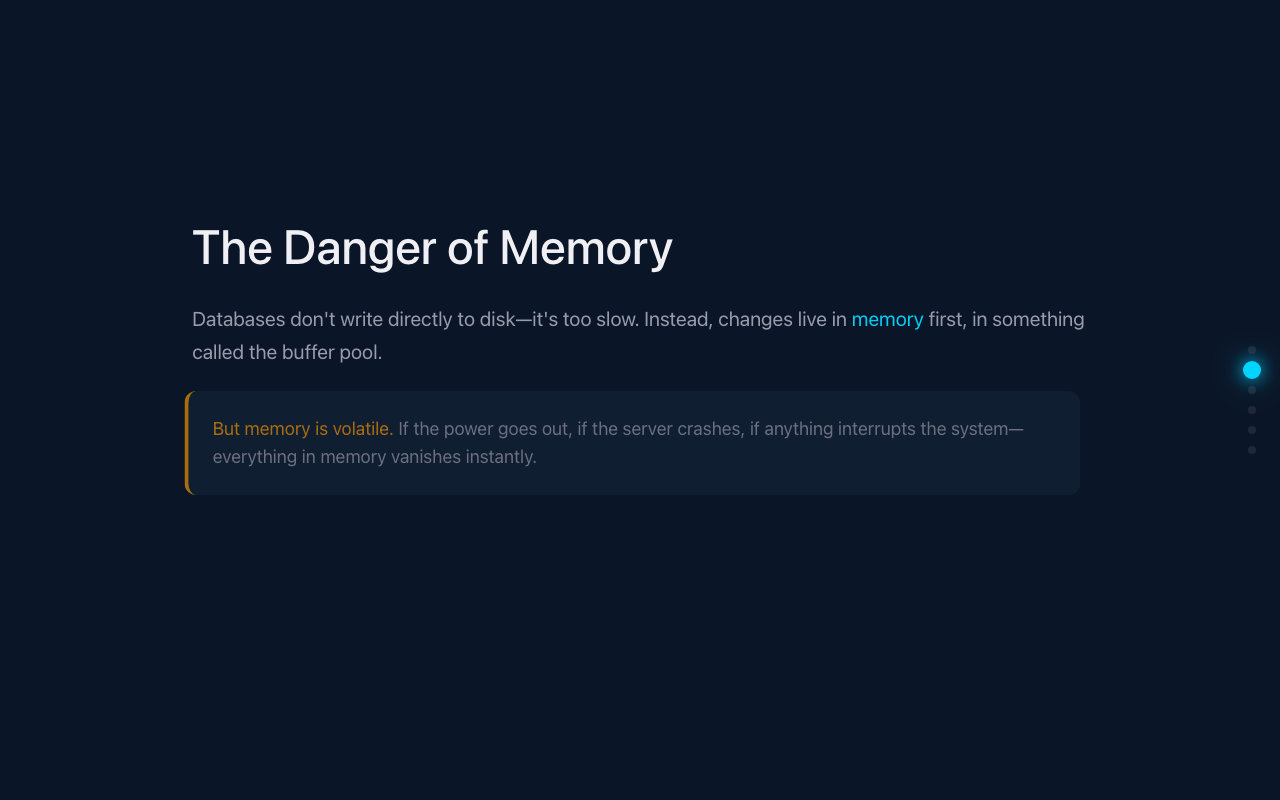 The Danger of Memory
Databases don't write directly to disk—it's too slow. Instead, changes live in memory first, in something
called the buffer pool.
But memory is volatile. If the power goes out, if the server crashes, if anything interrupts the system—
everything in memory vanishes instantly.